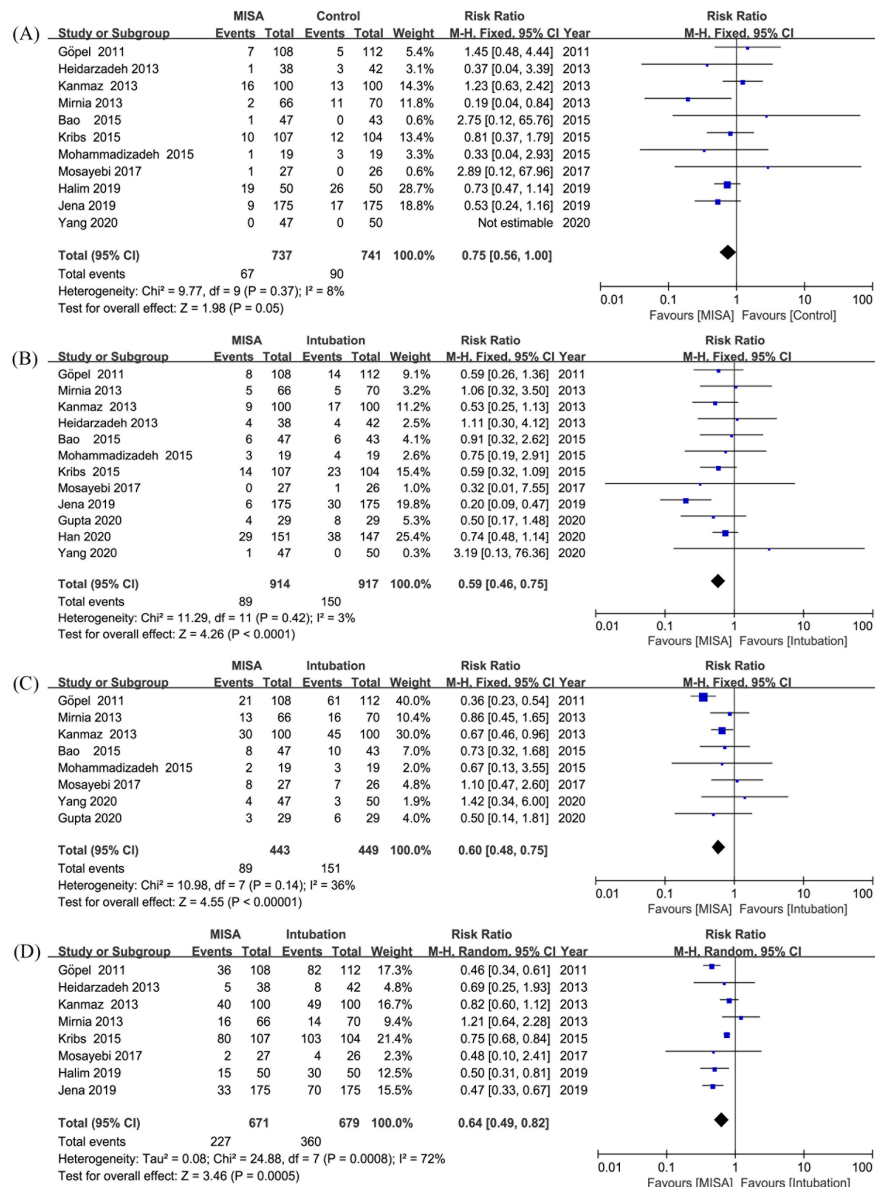 (A)
MISA Control Risk Ratio Risk Ratio
Study or Subgroup Events Total Events Total Weight M-H. Fixed. 95% CI Year M-H. Fixed. 95% CI
Göpel 2011 7 108 5 112 5.4% 1.45 [0.48, 4.44] 2011
Heidarzadeh 2013 1 38 3 42 3.1% 0.37 [0.04, 3.39] 2013
Kanmaz 2013 16 100 13 100 14.3% 1.23 [0.63, 2.42] 2013
Mirnia 2013 2 66 11 70 11.7% 0.19 [0.04, 0.84] 2013
Bao 2015 1 47 0 43 0.6% 2.75 [0.12, 65.76] 2015
Kribs 2015 10 107 12 104 13.4% 0.81 [0.37, 1.79] 2015
Mohammadizadeh 2015 1 19 3 19 3.3% 0.33 [0.04, 2.93] 2015
Mosayebi 2017 1 27 0 26 0.6% 2.89 [0.12, 67.96] 2017
Halim 2019 19 50 26 50 28.7% 0.73 [0.47, 1.14] 2019
Jena 2019 9 175 17 175 18.8% 0.53 [0.24, 1.16] 2019
Yang 2020 0 47 0 50 Not estimable 2020
Total (95% CI) 737 741 100.0% 0.75 [0.56, 1.00]
Total events 67 90
Heterogeneity: Chi² = 9.77, df = 9 (P = 0.37); I² = 8%
Test for overall effect: Z = 1.98 (P = 0.05)
0.01 0.1 1 10 100
Favours [MISA] Favours [Control]
(B)
MISA Intubation Risk Ratio Risk Ratio
Study or Subgroup Events Total Events Total Weight M-H. Fixed. 95% CI Year M-H. Fixed. 95% CI
Göpel 2011 8 108 14 112 9.1% 0.59 [0.26, 1.36] 2011
Mirnia 2013 5 66 5 70 3.2% 1.06 [0.32, 3.50] 2013
Kanmaz 2013 9 100 17 100 11.2% 0.53 [0.25, 1.13] 2013
Heidarzadeh 2013 4 38 4 42 2.5% 1.11 [0.30, 4.12] 2013
Bao 2015 6 47 6 43 4.1% 0.91 [0.32, 2.62] 2015
Mohammadizadeh 2015 3 19 4 19 2.6% 0.75 [0.19, 2.91] 2015
Kribs 2015 14 107 23 104 15.4% 0.59 [0.32, 1.09] 2015
Mosayebi 2017 0 27 1 26 1.0% 0.32 [0.01, 7.55] 2017
Jena 2019 6 175 30 175 19.8% 0.20 [0.09, 0.47] 2019
Gupta 2020 4 29 8 29 5.3% 0.50 [0.17, 1.48] 2020
Han 2020 29 151 38 147 25.4% 0.74 [0.48, 1.14] 2020
Yang 2020 1 47 0 50 0.3% 3.19 [0.13, 76.36] 2020
Total (95% CI) 914 917 100.0% 0.59 [0.46, 0.75]
Total events 89 150
Heterogeneity: Chi² = 11.29, df = 11 (P = 0.42); I² = 3%
Test for overall effect: Z = 4.26 (P < 0.0001)
0.01 0.1 1 10 100
Favours [MISA] Favours [Intubation]
(C)
MISA Intubation Risk Ratio Risk Ratio
Study or Subgroup Events Total Events Total Weight M-H. Fixed. 95% CI Year M-H. Fixed. 95% CI
Göpel 2011 21 108 61 112 40.0% 0.36 [0.23, 0.54] 2011
Mirnia 2013 13 66 16 70 10.4% 0.86 [0.45, 1.65] 2013
Kanmaz 2013 30 100 45 100 30.0% 0.67 [0.46, 0.96] 2013
Bao 2015 8 47 10 43 7.0% 0.73 [0.32, 1.68] 2015
Mohammadizadeh 2015 2 19 3 19 2.0% 0.67 [0.13, 3.55] 2015
Mosayebi 2017 8 27 7 26 4.8% 1.10 [0.47, 2.60] 2017
Yang 2020 4 47 3 50 1.9% 1.42 [0.34, 6.00] 2020
Gupta 2020 3 29 6 29 4.0% 0.50 [0.14, 1.81] 2020
Total (95% CI) 443 449 100.0% 0.60 [0.48, 0.75]
Total events 89 151
Heterogeneity: Chi² = 10.98, df = 7 (P = 0.14); I² = 36%
Test for overall effect: Z = 4.55 (P < 0.00001)
0.01 0.1 1 10 100
Favours [MISA] Favours [Intubation]
(D)
MISA Intubation Risk Ratio Risk Ratio
Study or Subgroup Events Total Events Total Weight M-H. Random. 95% CI Year M-H. Random. 95% CI
Göpel 2011 36 108 82 112 17.3% 0.46 [0.34, 0.61] 2011
Heidarzadeh 2013 5 38 8 42 4.8% 0.69 [0.25, 1.93] 2013
Kanmaz 2013 40 100 49 100 16.7% 0.82 [0.60, 1.12] 2013
Mirnia 2013 16 66 14 70 9.4% 1.21 [0.64, 2.28] 2013
Kribs 2015 80 107 103 104 21.4% 0.75 [0.68, 0.84] 2015
Mosayebi 2017 2 27 4 26 2.3% 0.48 [0.10, 2.41] 2017
Halim 2019 15 50 30 50 12.5% 0.50 [0.31, 0.81] 2019
Jena 2019 33 175 70 175 15.5% 0.47 [0.33, 0.67] 2019
Total (95% CI) 671 679 100.0% 0.64 [0.49, 0.82]
Total events 227 360
Heterogeneity: Tau² = 0.08; Chi² = 24.88, df = 7 (P = 0.0008); I² = 72%
Test for overall effect: Z = 3.46 (P = 0.0005)
0.01 0.1 1 10 100
Favours [MISA] Favours [Intubation]